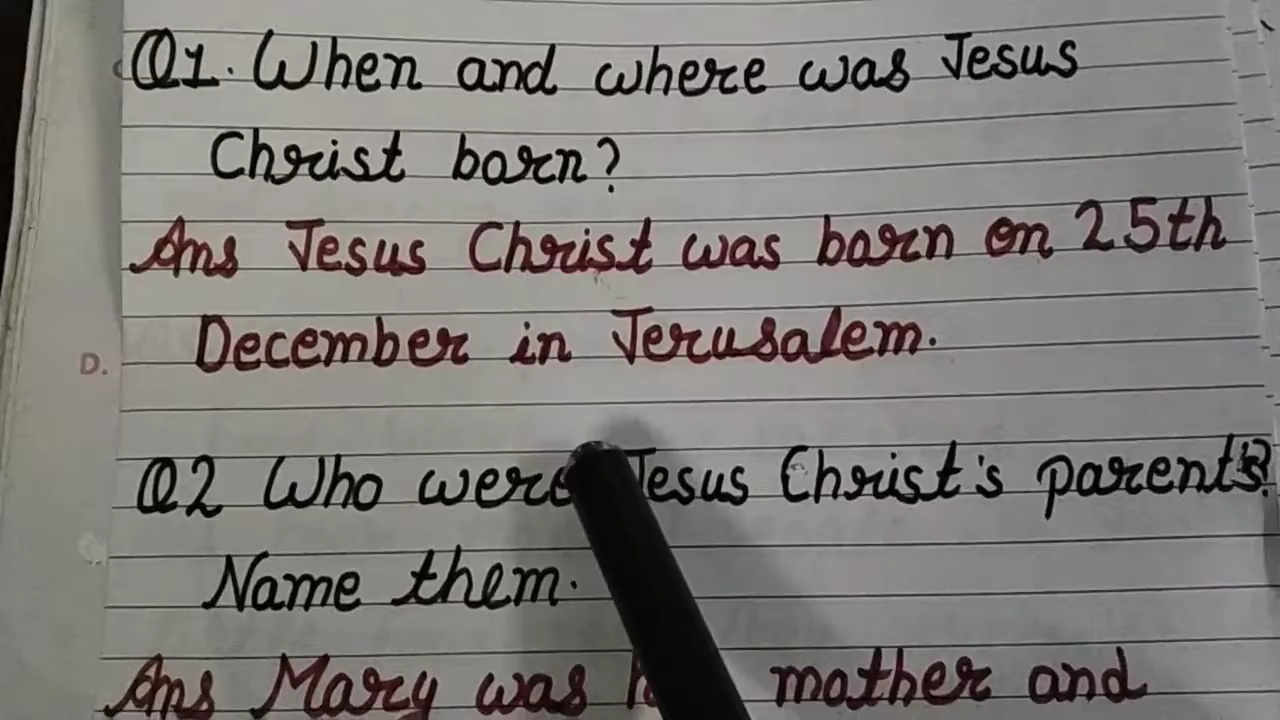 Q1. When and where was Jesus
Christ born?
Ans Jesus Christ was born on 25th
December in Jerusalem.
D.
Q2 Who were Jesus Christ's parents?
Name them.
Ans Mary was mother and